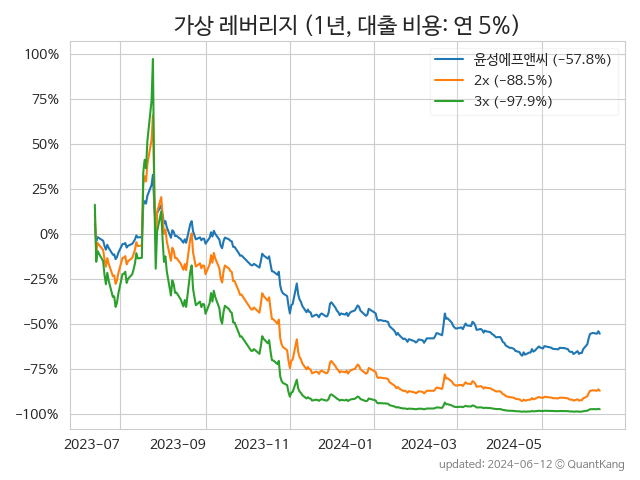 가상 레버리지 (1년, 대출 비용: 연 5%)
윤성에프앤씨 (−57.8%)
2x (−88.5%)
3x (−97.9%)
100%
75%
50%
25%
0%
−25%
−50%
−75%
−100%
2023-07 2023-09 2023-11 2024-01 2024-03 2024-05
updated: 2024-06-12 © QuantKang